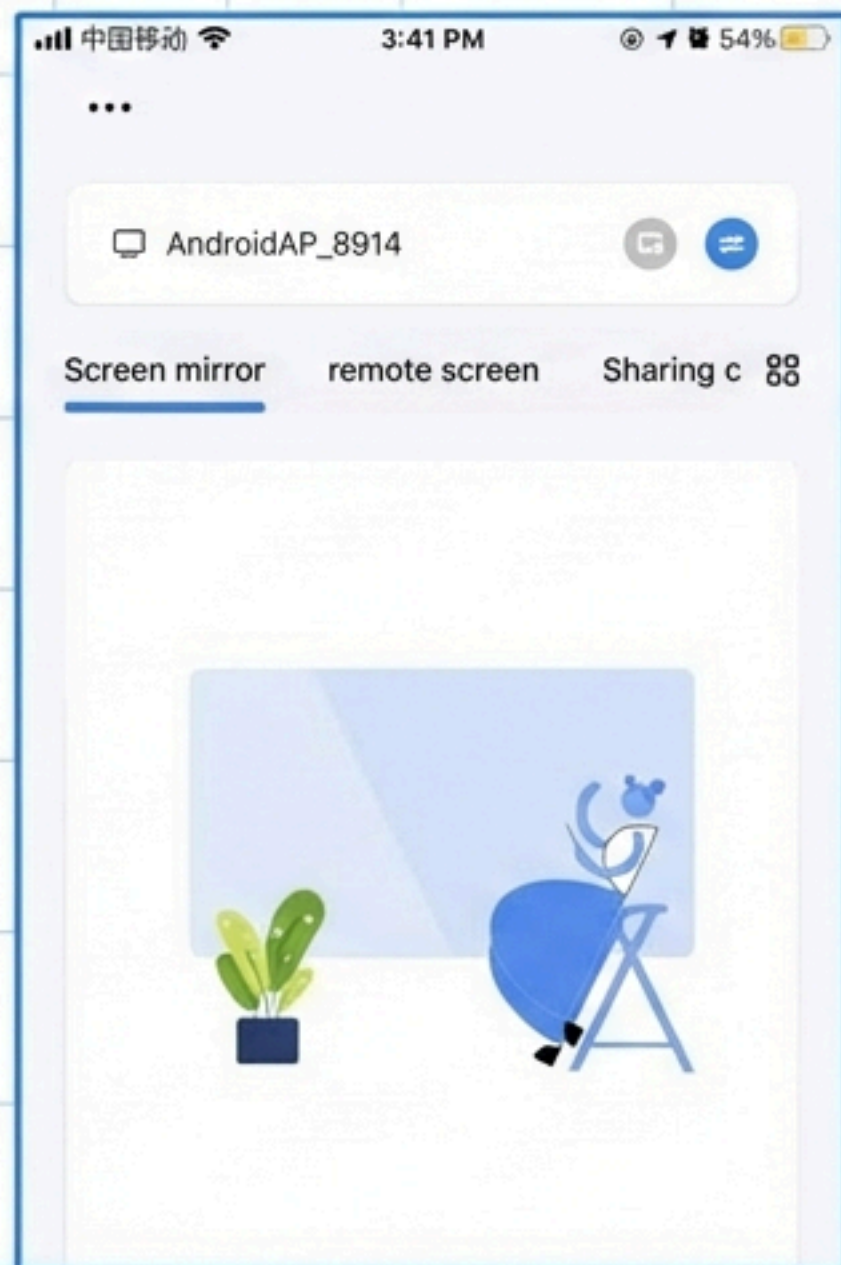 中国移动 3:41 PM 54%
AndroidAP_8914
Screen mirror remote screen Sharing c